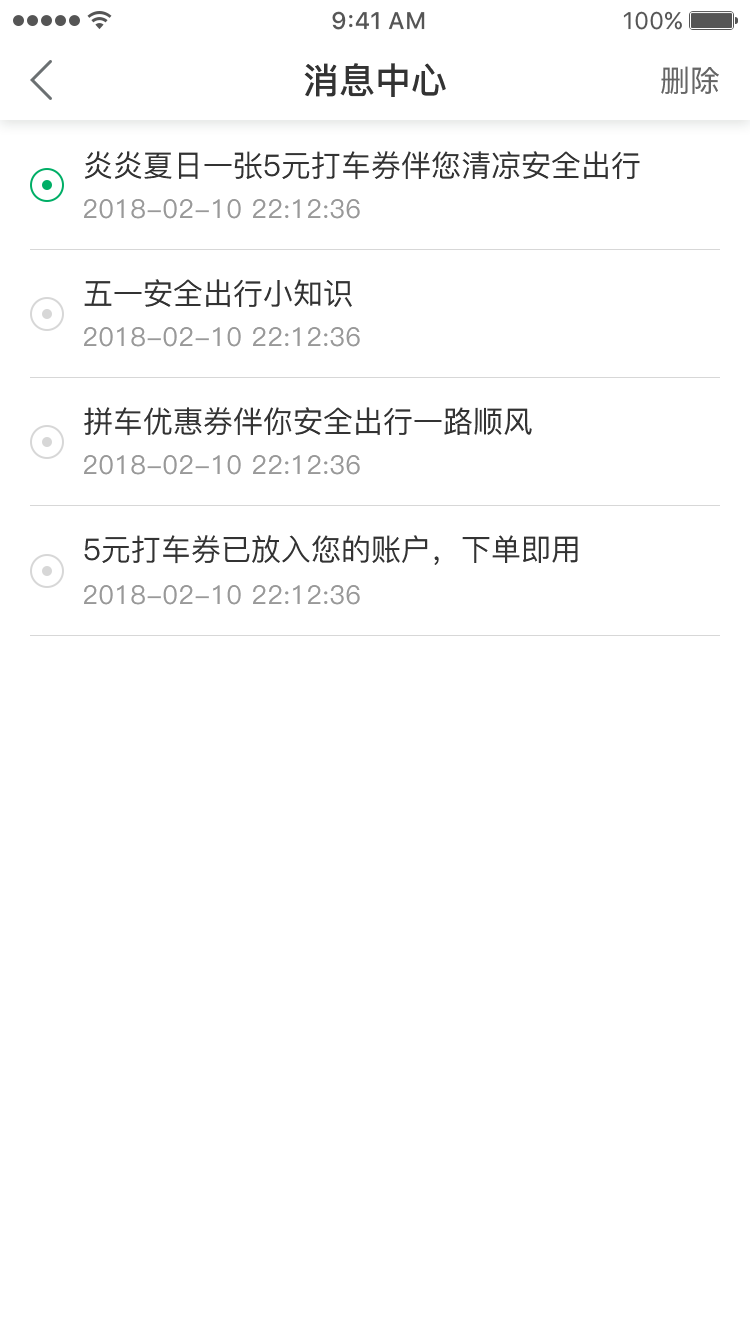 9:41 AM
100%
消息中心
删除
炎炎夏日一张5元打车券伴您清凉安全出行
2018-02-10 22:12:36
五一安全出行小知识
2018-02-10 22:12:36
拼车优惠券伴你安全出行一路顺风
2018-02-10 22:12:36
5元打车券已放入您的账户，下单即用
2018-02-10 22:12:36